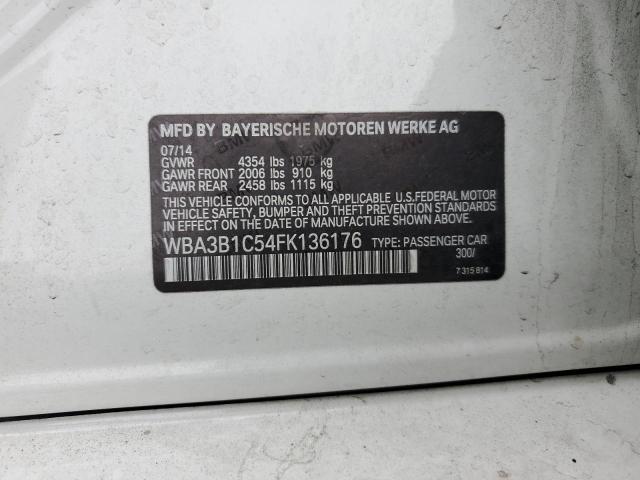 MFD BY BAYERISCHE MOTOREN WERKE AG
07/14
GVWR 4354 lbs 1975 kg
GAWR FRONT 2006 lbs 910 kg
GAWR REAR 2458 lbs 1115 kg
THIS VEHICLE CONFORMS TO ALL APPLICABLE U.S.FEDERAL MOTOR
VEHICLE SAFETY, BUMPER AND THEFT PREVENTION STANDARDS
IN EFFECT ON THE DATE OF MANUFACTURE SHOWN ABOVE.
WBA3B1C54FK136176 TYPE: PASSENGER CAR
300/
7 315 814